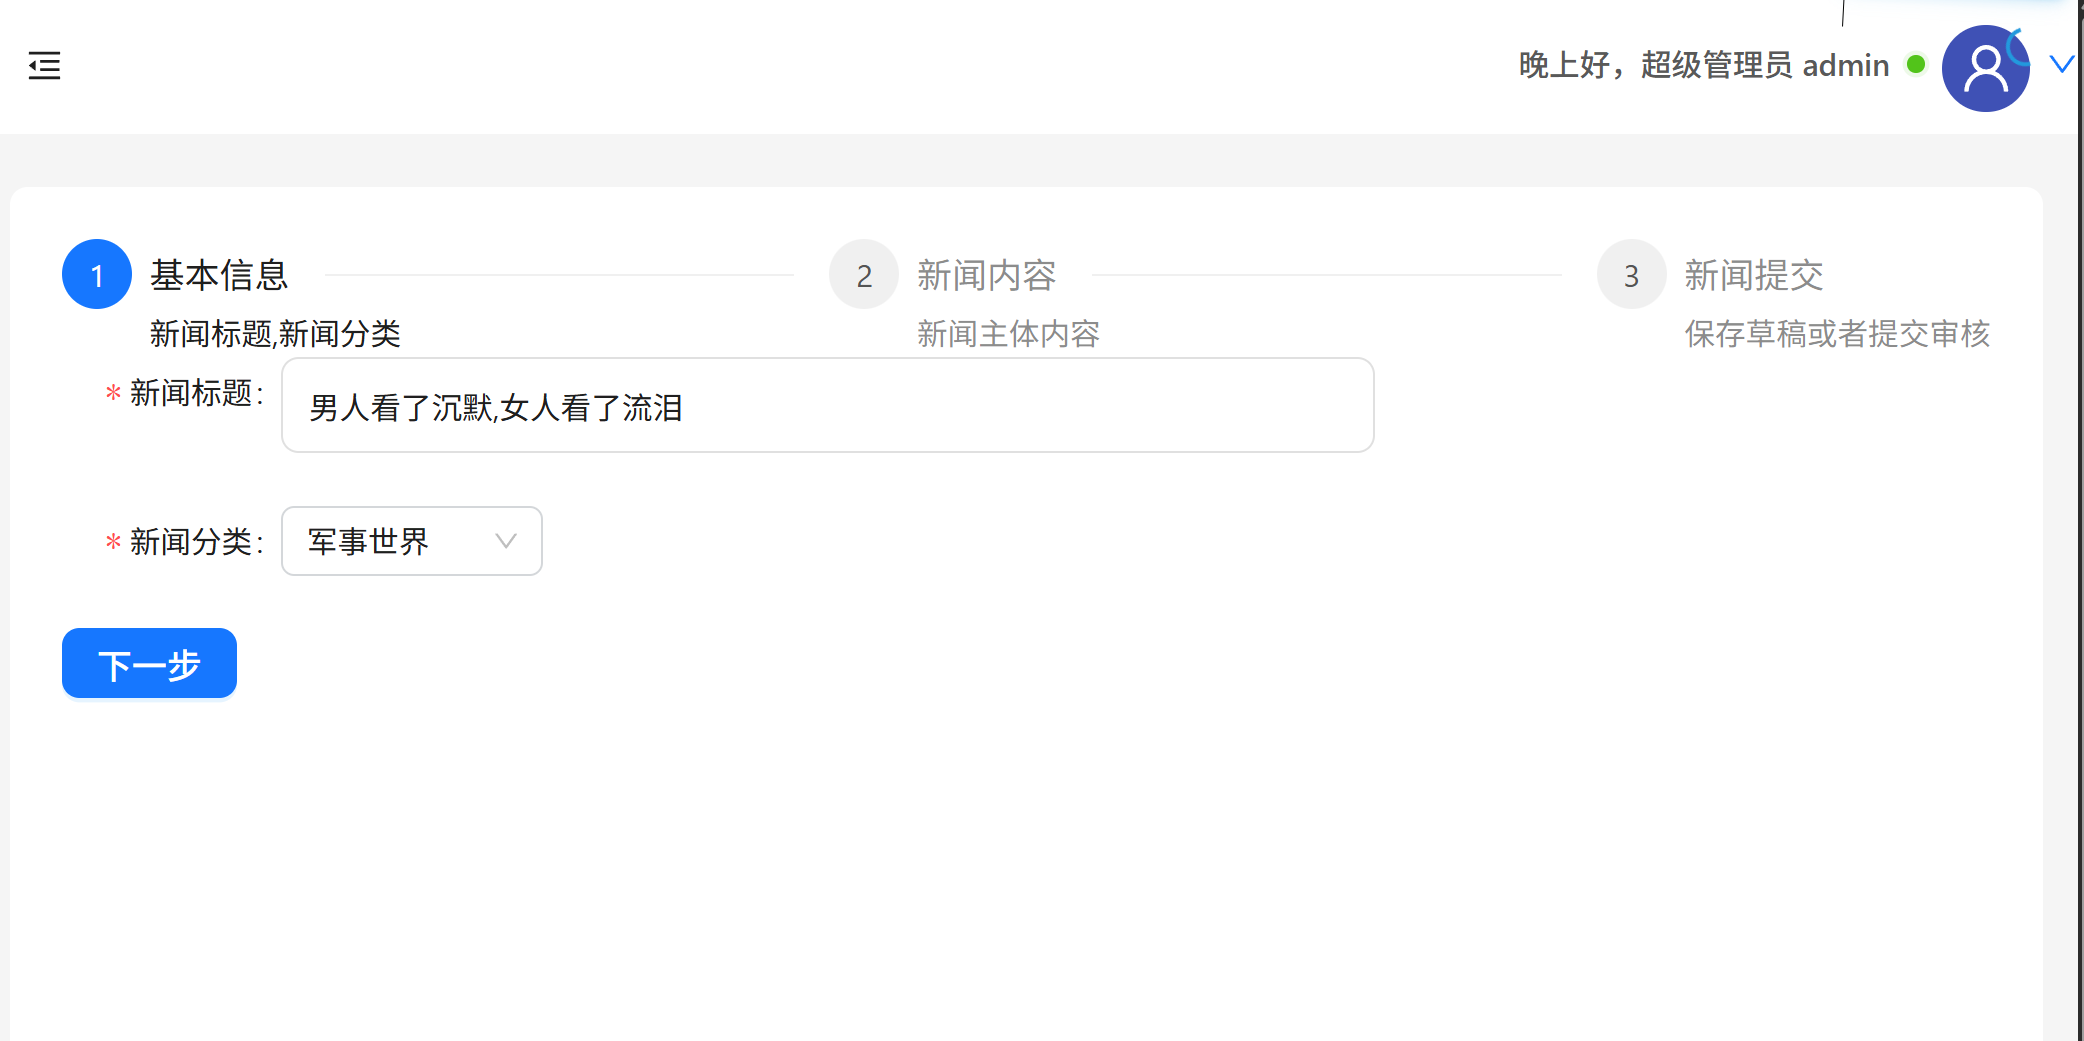 晚上好，超级管理员 admin
1 基本信息
新闻标题,新闻分类
2 新闻内容
新闻主体内容
3 新闻提交
保存草稿或者提交审核
* 新闻标题: 男人看了沉默,女人看了流泪
* 新闻分类: 军事世界
下一步